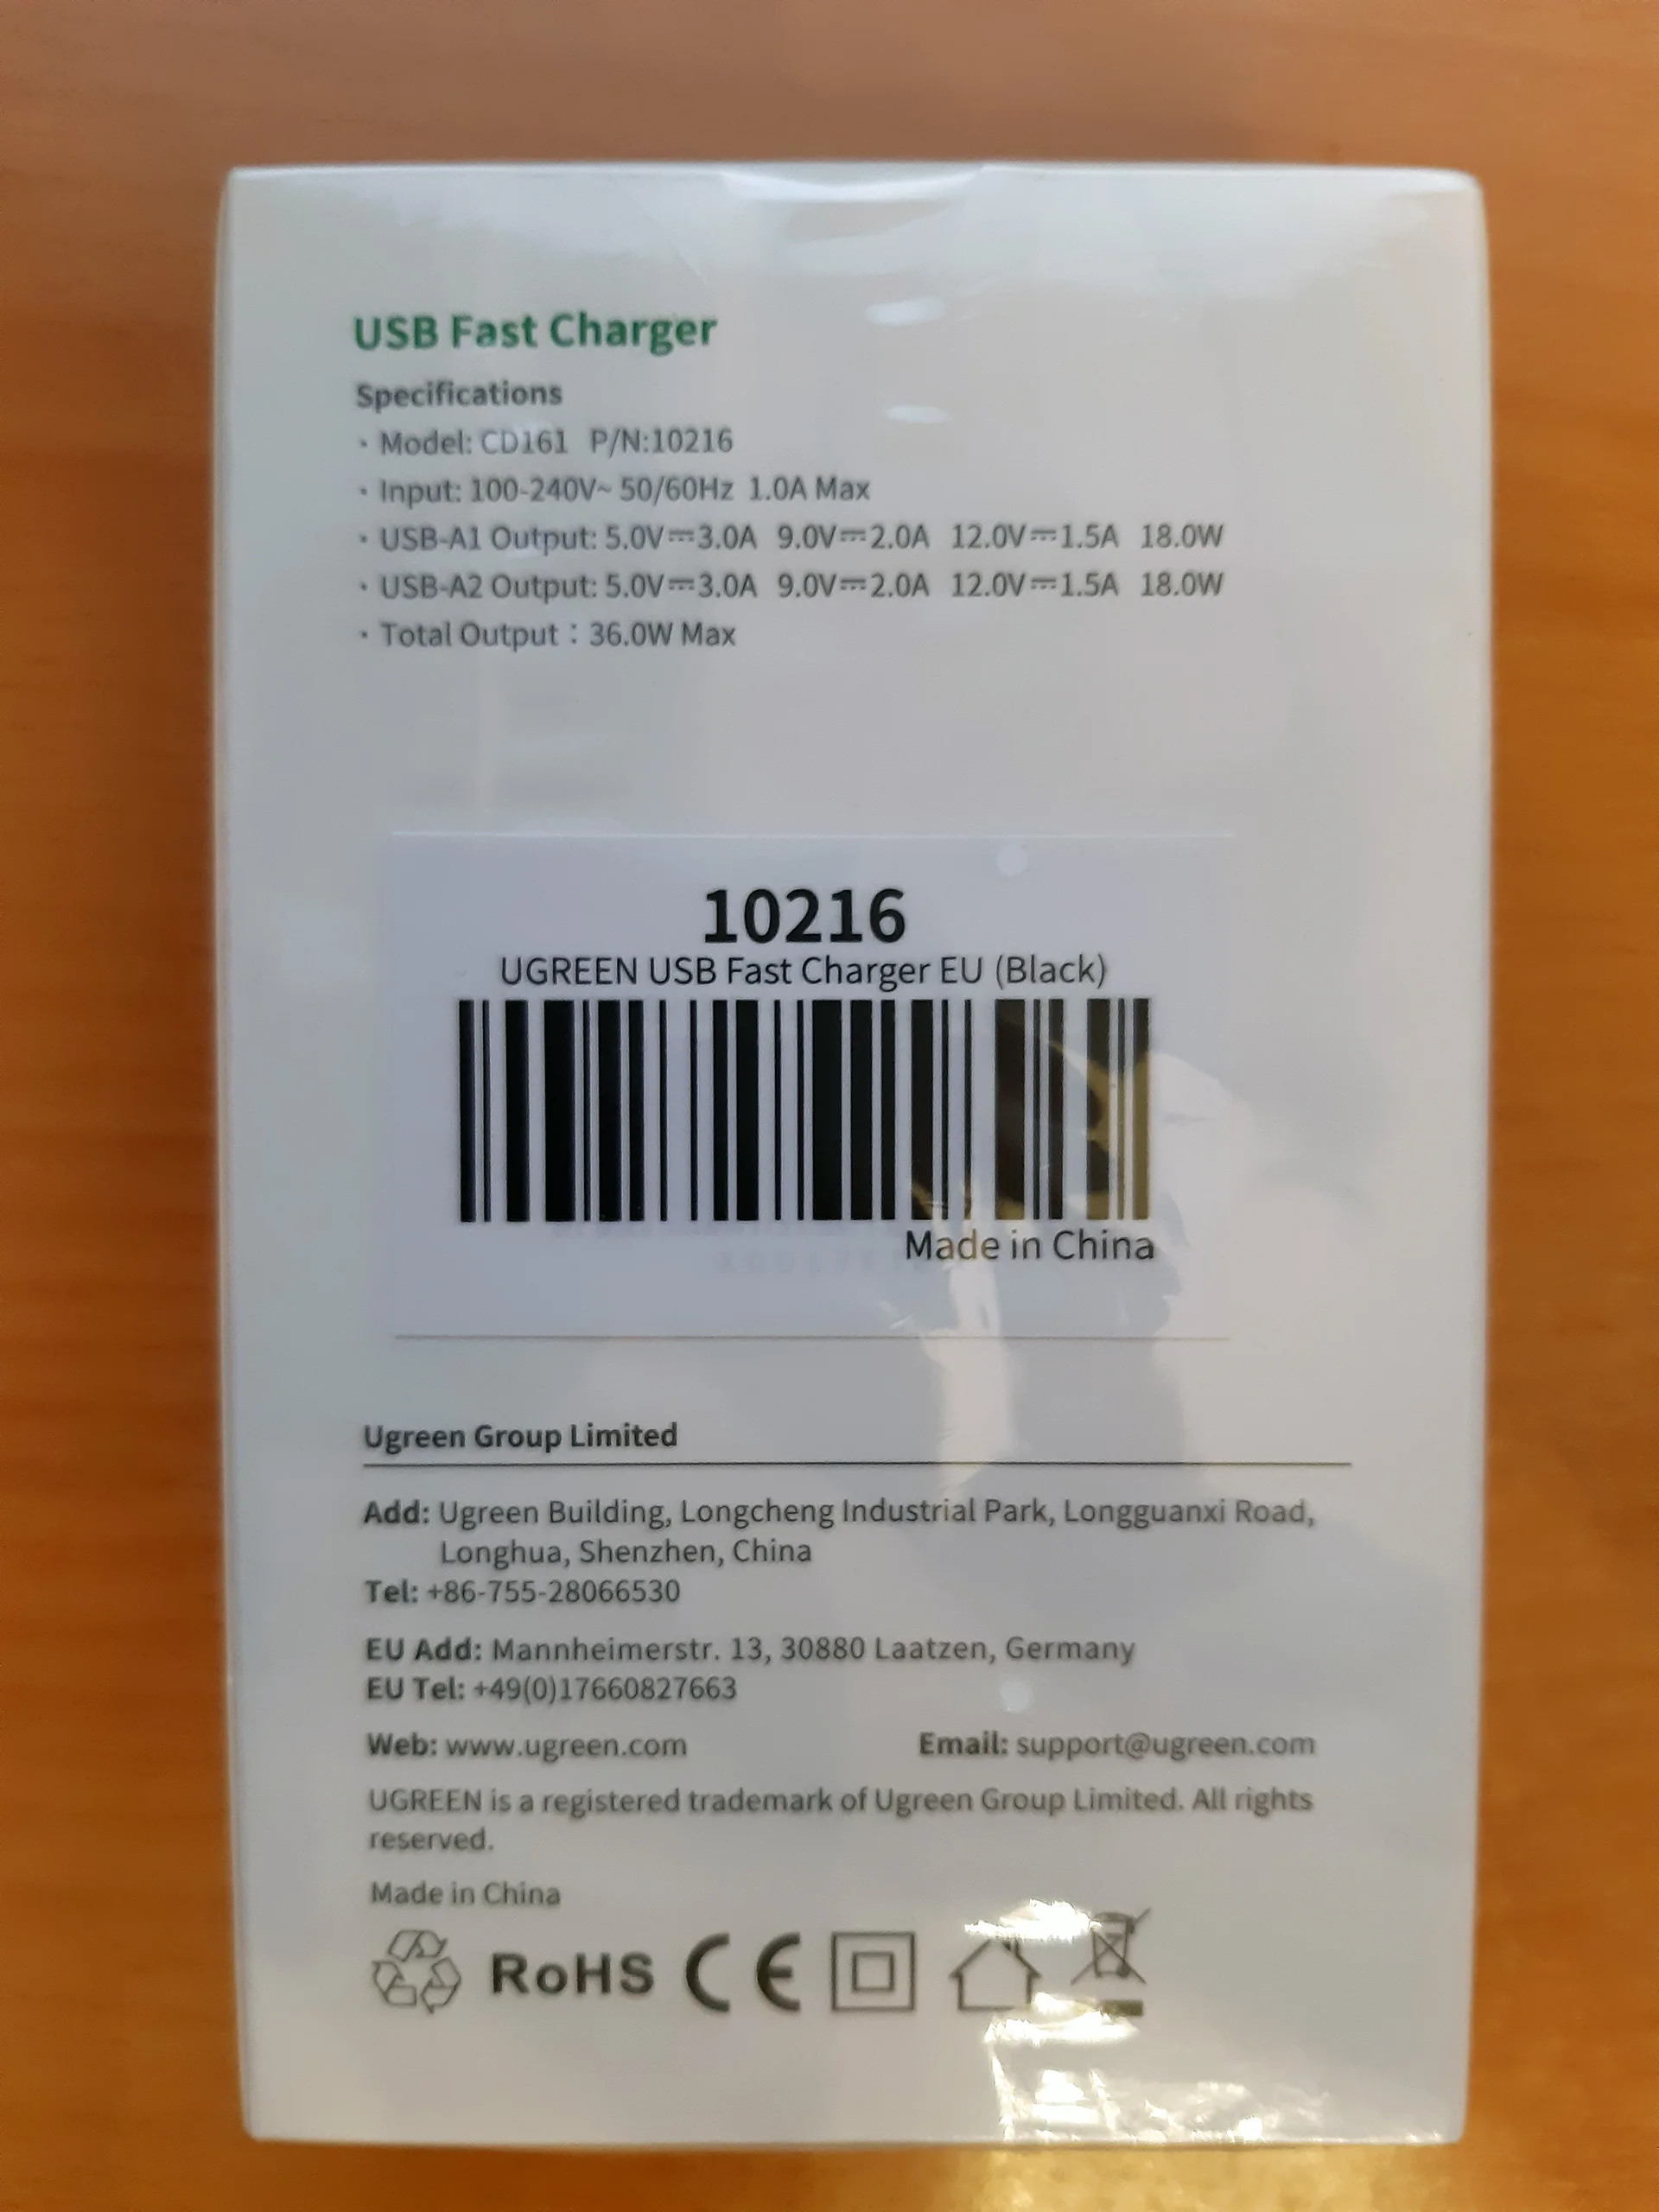 USB Fast Charger
Specifications
· Model: CD161 P/N:10216
· Input: 100-240V~ 50/60Hz 1.0A Max
· USB-A1 Output: 5.0V⎓3.0A 9.0V⎓2.0A 12.0V⎓1.5A 18.0W
· USB-A2 Output: 5.0V⎓3.0A 9.0V⎓2.0A 12.0V⎓1.5A 18.0W
· Total Output：36.0W Max
10216
UGREEN USB Fast Charger EU (Black)
Made in China
Ugreen Group Limited
Add: Ugreen Building, Longcheng Industrial Park, Longguanxi Road,
Longhua, Shenzhen, China
Tel: +86-755-28066530
EU Add: Mannheimerstr. 13, 30880 Laatzen, Germany
EU Tel: +49(0)17660827663
Web: www.ugreen.com Email: support@ugreen.com
UGREEN is a registered trademark of Ugreen Group Limited. All rights
reserved.
Made in China
RoHS CE